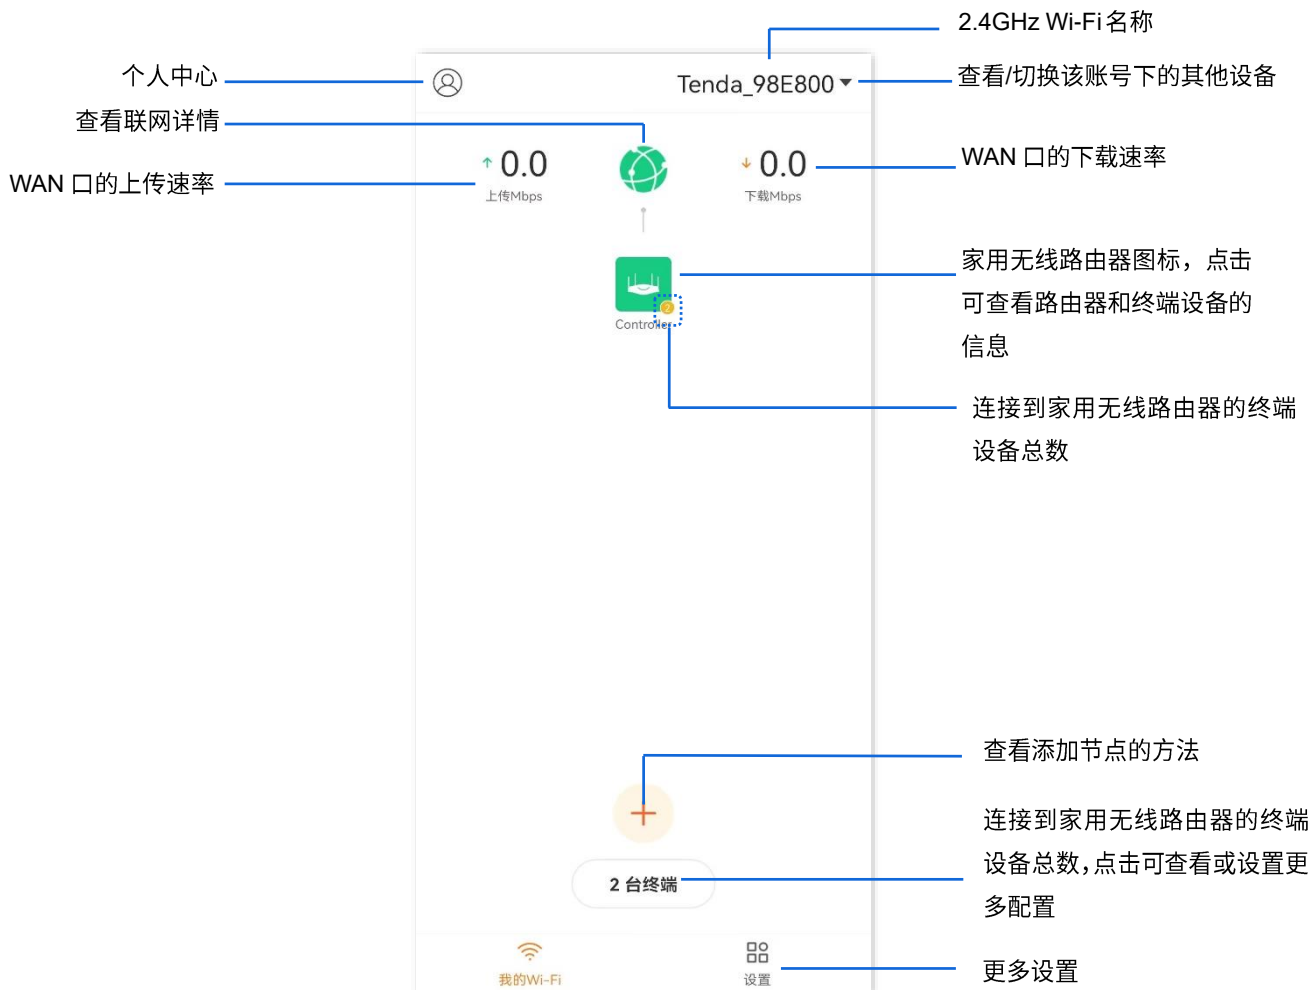 2.4GHz Wi-Fi名称
个人中心
Tenda_98E800
查看/切换该账号下的其他设备
查看联网详情
0.0
0.0
WAN 口的下载速率
WAN 口的上传速率
上传Mbps
下载Mbps
家用无线路由器图标，点击
可查看路由器和终端设备的
信息
2
Controller
连接到家用无线路由器的终端
设备总数
查看添加节点的方法
连接到家用无线路由器的终端
设备总数，点击可查看或设置更
多配置
2 台终端
我的Wi-Fi
设置
更多设置